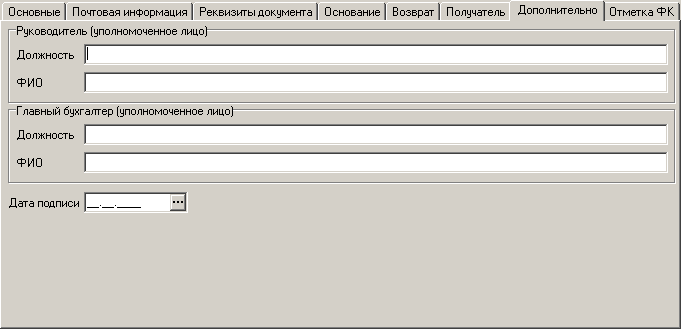 Основные Почтовая информация Реквизиты документа Основание Возврат Получатель Дополнительно Отметка ФК
Руководитель (уполномоченное лицо)
Должность
ФИО
Главный бухгалтер (уполномоченное лицо)
Должность
ФИО
Дата подписи __.__.____ ...